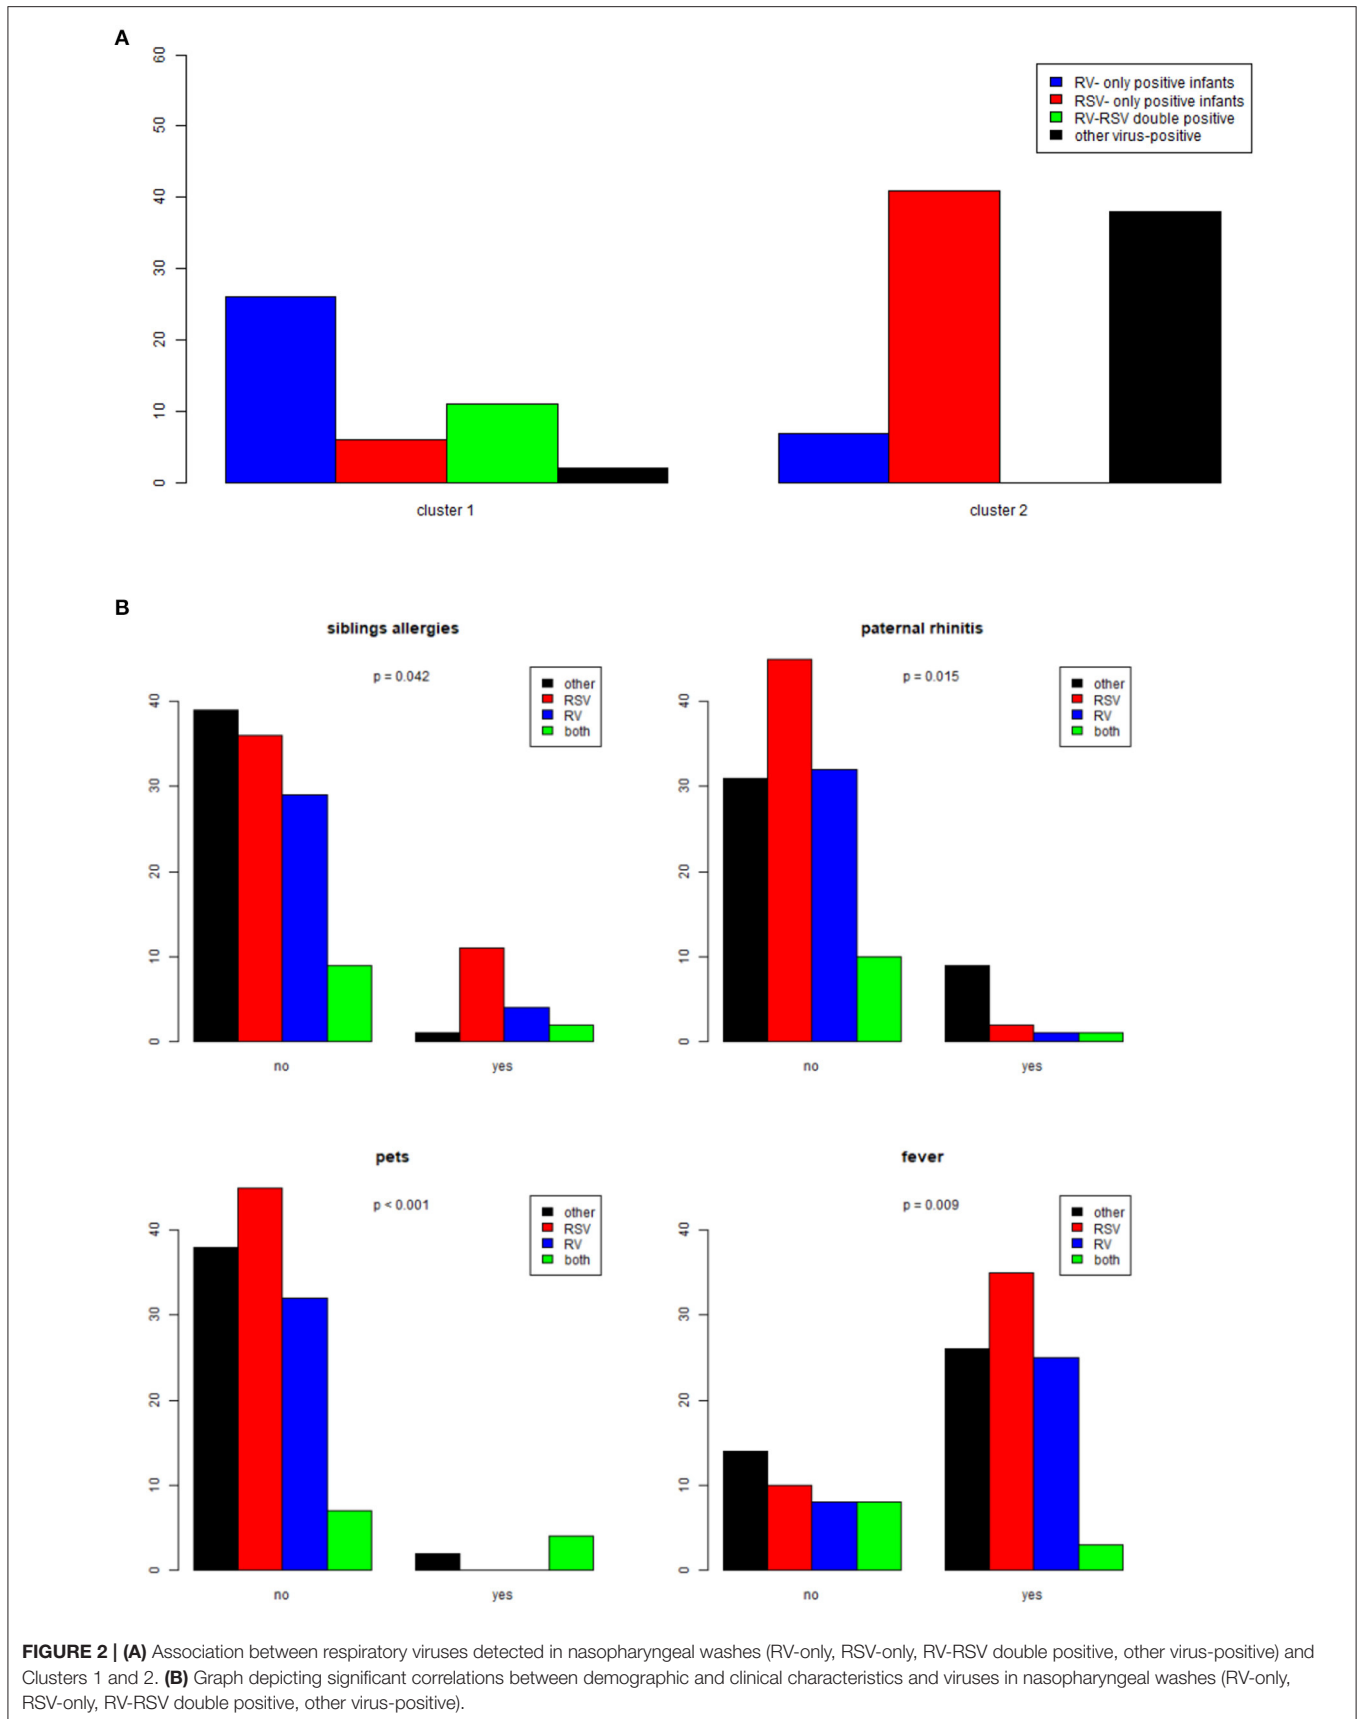 A
60
50
40
30
20
10
0
RV- only positive infants
RSV- only positive infants
RV-RSV double positive
other virus-positive
cluster 1
cluster 2
B
siblings allergies
p = 0.042
other
RSV
RV
both
40
30
20
10
0
no
yes
paternal rhinitis
p = 0.015
other
RSV
RV
both
40
30
20
10
0
no
yes
pets
p < 0.001
other
RSV
RV
both
40
30
20
10
0
no
yes
fever
p = 0.009
other
RSV
RV
both
40
30
20
10
0
no
yes
FIGURE 2 | (A) Association between respiratory viruses detected in nasopharyngeal washes (RV-only, RSV-only, RV-RSV double positive, other virus-positive) and
Clusters 1 and 2. (B) Graph depicting significant correlations between demographic and clinical characteristics and viruses in nasopharyngeal washes (RV-only,
RSV-only, RV-RSV double positive, other virus-positive).